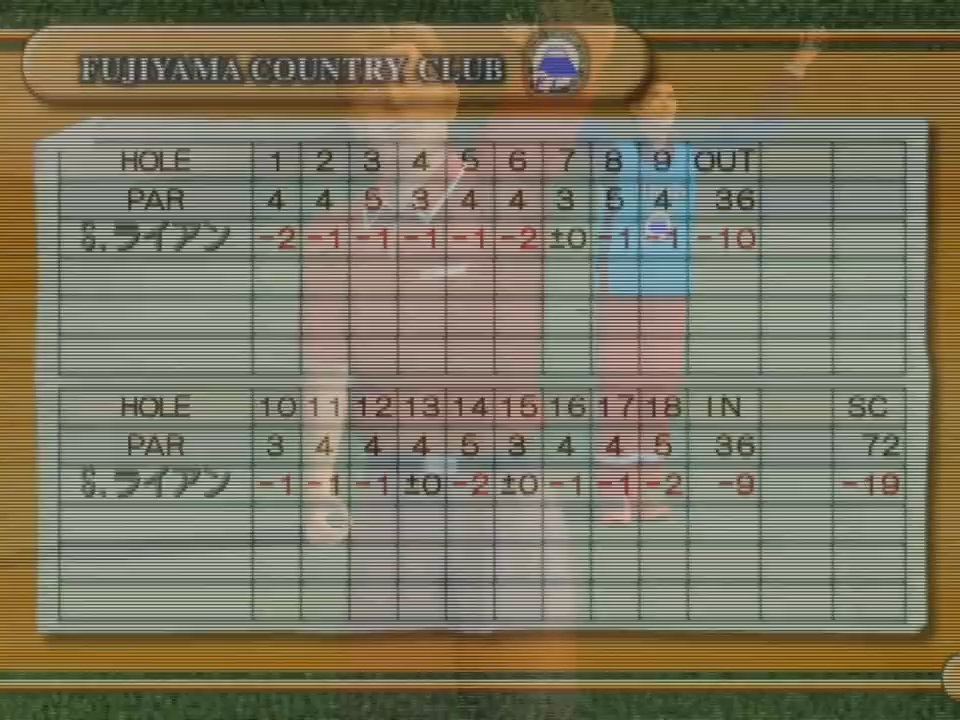 FUJIYAMA COUNTRY CLUB
HOLE 1 2 3 4 5 6 7 8 9 OUT
PAR 4 4 5 3 4 4 3 5 4 36
S.ライアン -2 -1 -1 -1 -1 -2 ±0 -1 -1 -10
HOLE 10 11 12 13 14 15 16 17 18 IN SC
PAR 3 4 4 4 5 3 4 4 5 36 72
S.ライアン -1 -1 -1 ±0 -2 ±0 -1 -1 -2 -9 -19